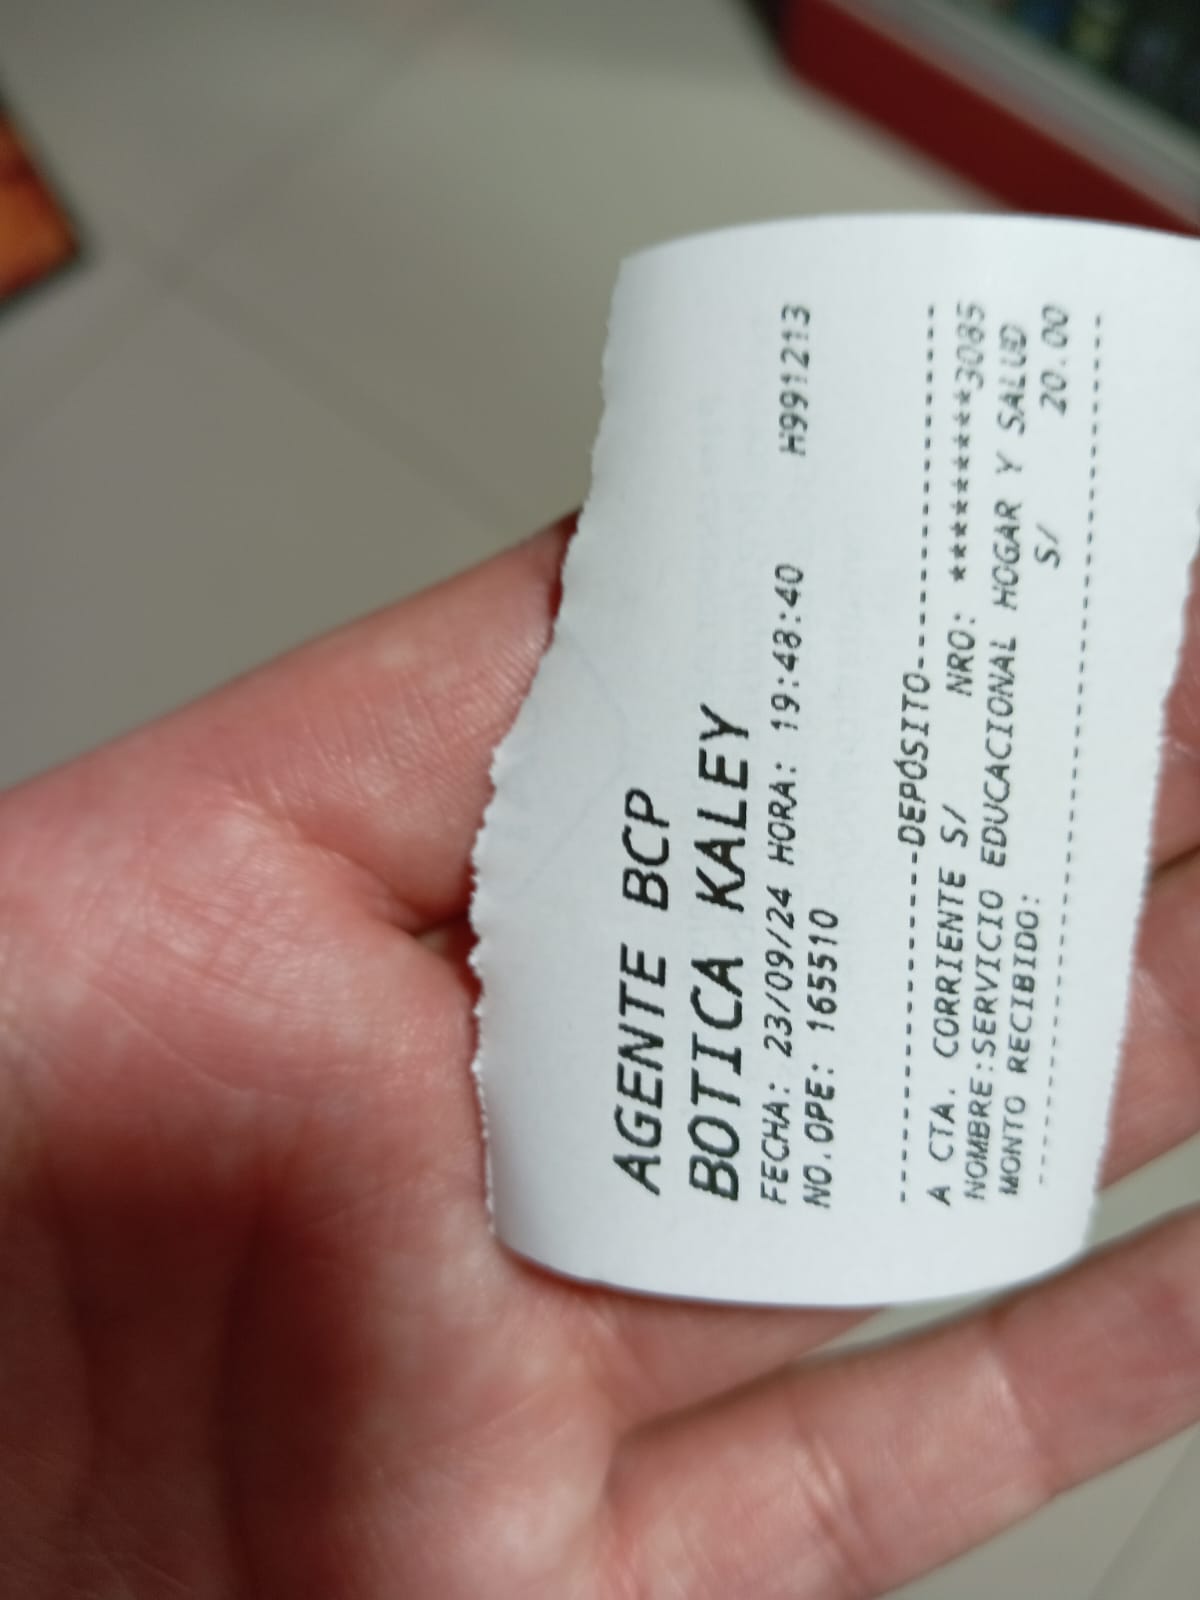 AGENTE BCP
BOTICA KALEY
FECHA: 23/09/24 HORA: 19:48:40 H991213
NO.OPE: 165510
--------------DEPÓSITO--------------
A CTA. CORRIENTE S/ NRO: *********3085
NOMBRE:SERVICIO EDUCACIONAL HOGAR Y SALUD
MONTO RECIBIDO: S/ 20.00